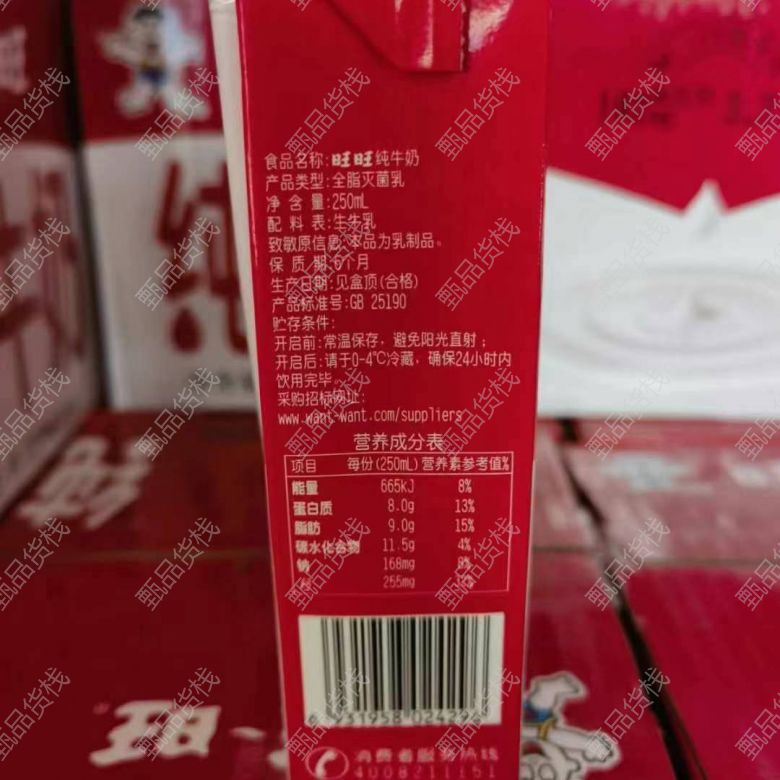 食品名称:旺旺纯牛奶
产品类型:全脂灭菌乳
净 含 量:250mL
配 料 表:生牛乳
致敏原信息:本品为乳制品。
保 质 期:6个月
生产日期:见盒顶(合格)
产品标准号:GB 25190
贮存条件:
开启前:常温保存，避免阳光直射；
开启后:请于0-4℃冷藏，确保24小时内
饮用完毕。
采购招标网址:
www.want-want.com/suppliers
营养成分表
项目 每份(250mL) 营养素参考值%
能量 665kJ 8%
蛋白质 8.0g 13%
脂肪 9.0g 15%
碳水化合物 11.5g 4%
钠 168mg 8%
255mg
消费者服务热线
纯
旺
甄品货栈